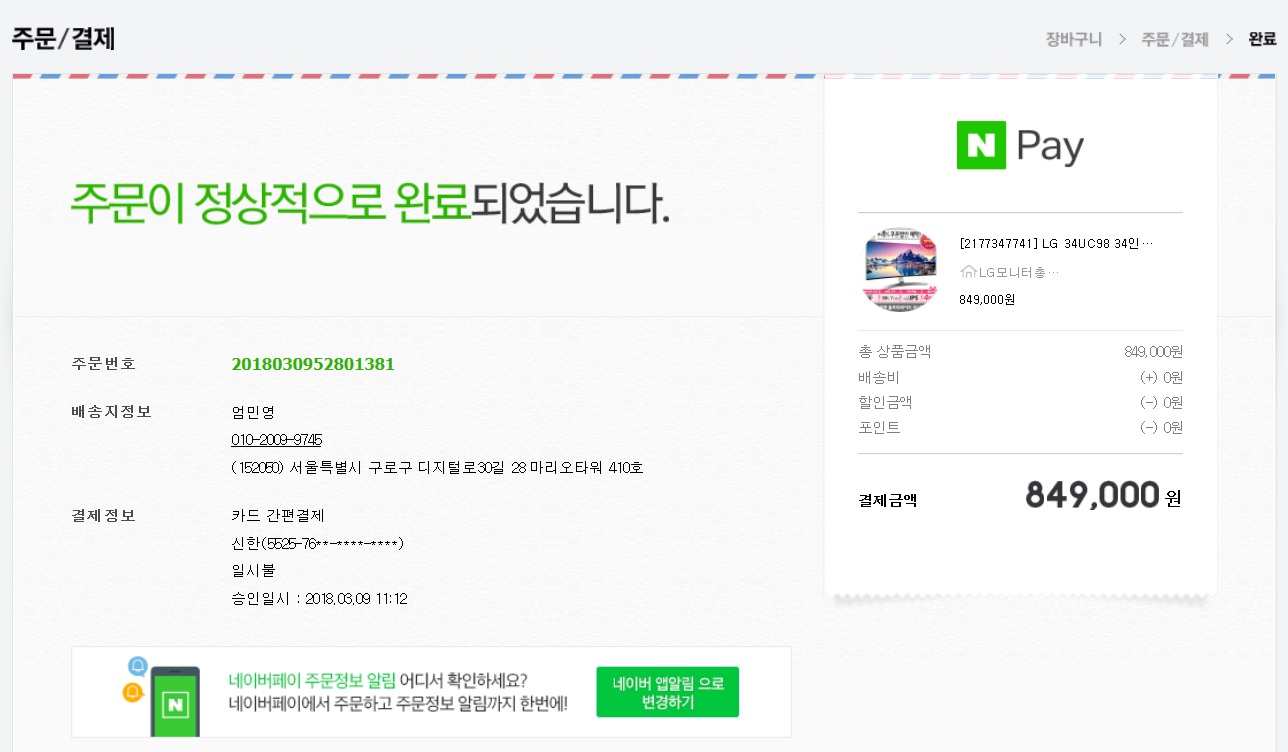 주문/결제
장바구니 > 주문/결제 > 완료
주문이 정상적으로 완료되었습니다.
주문번호 2018030952801381
배송지정보 엄민영
010-2009-9745
(152050) 서울특별시 구로구 디지털로30길 28 마리오타워 410호
결제정보 카드 간편결제
신한(5525-76**-****-****)
일시불
승인일시 : 2018.03.09 11:12
네이버페이 주문정보 알림 어디서 확인하세요?
네이버페이에서 주문하고 주문정보 알림까지 한번에!
네이버 앱알림 으로
변경하기
N Pay
[2177347741] LG 34UC98 34인···
LG모니터총···
849,000원
총 상품금액 849,000원
배송비 (+) 0원
할인금액 (-) 0원
포인트 (-) 0원
결제금액 849,000 원